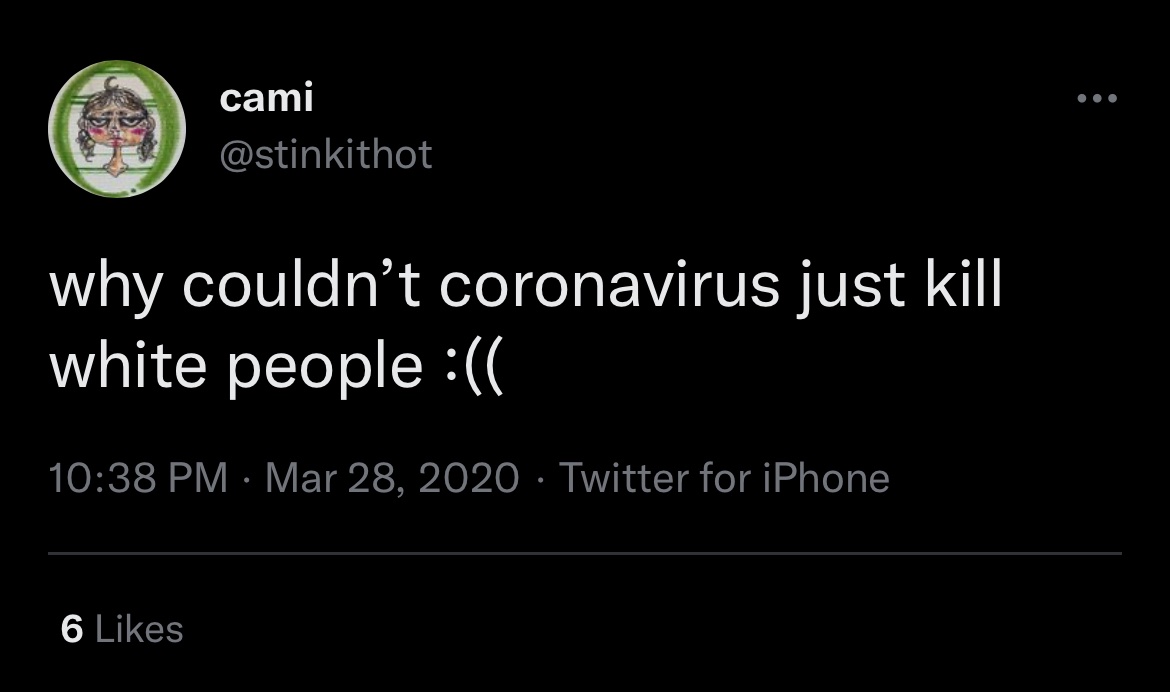 cami
@stinkithot
why couldn’t coronavirus just kill
white people :((
10:38 PM · Mar 28, 2020 · Twitter for iPhone
6 Likes